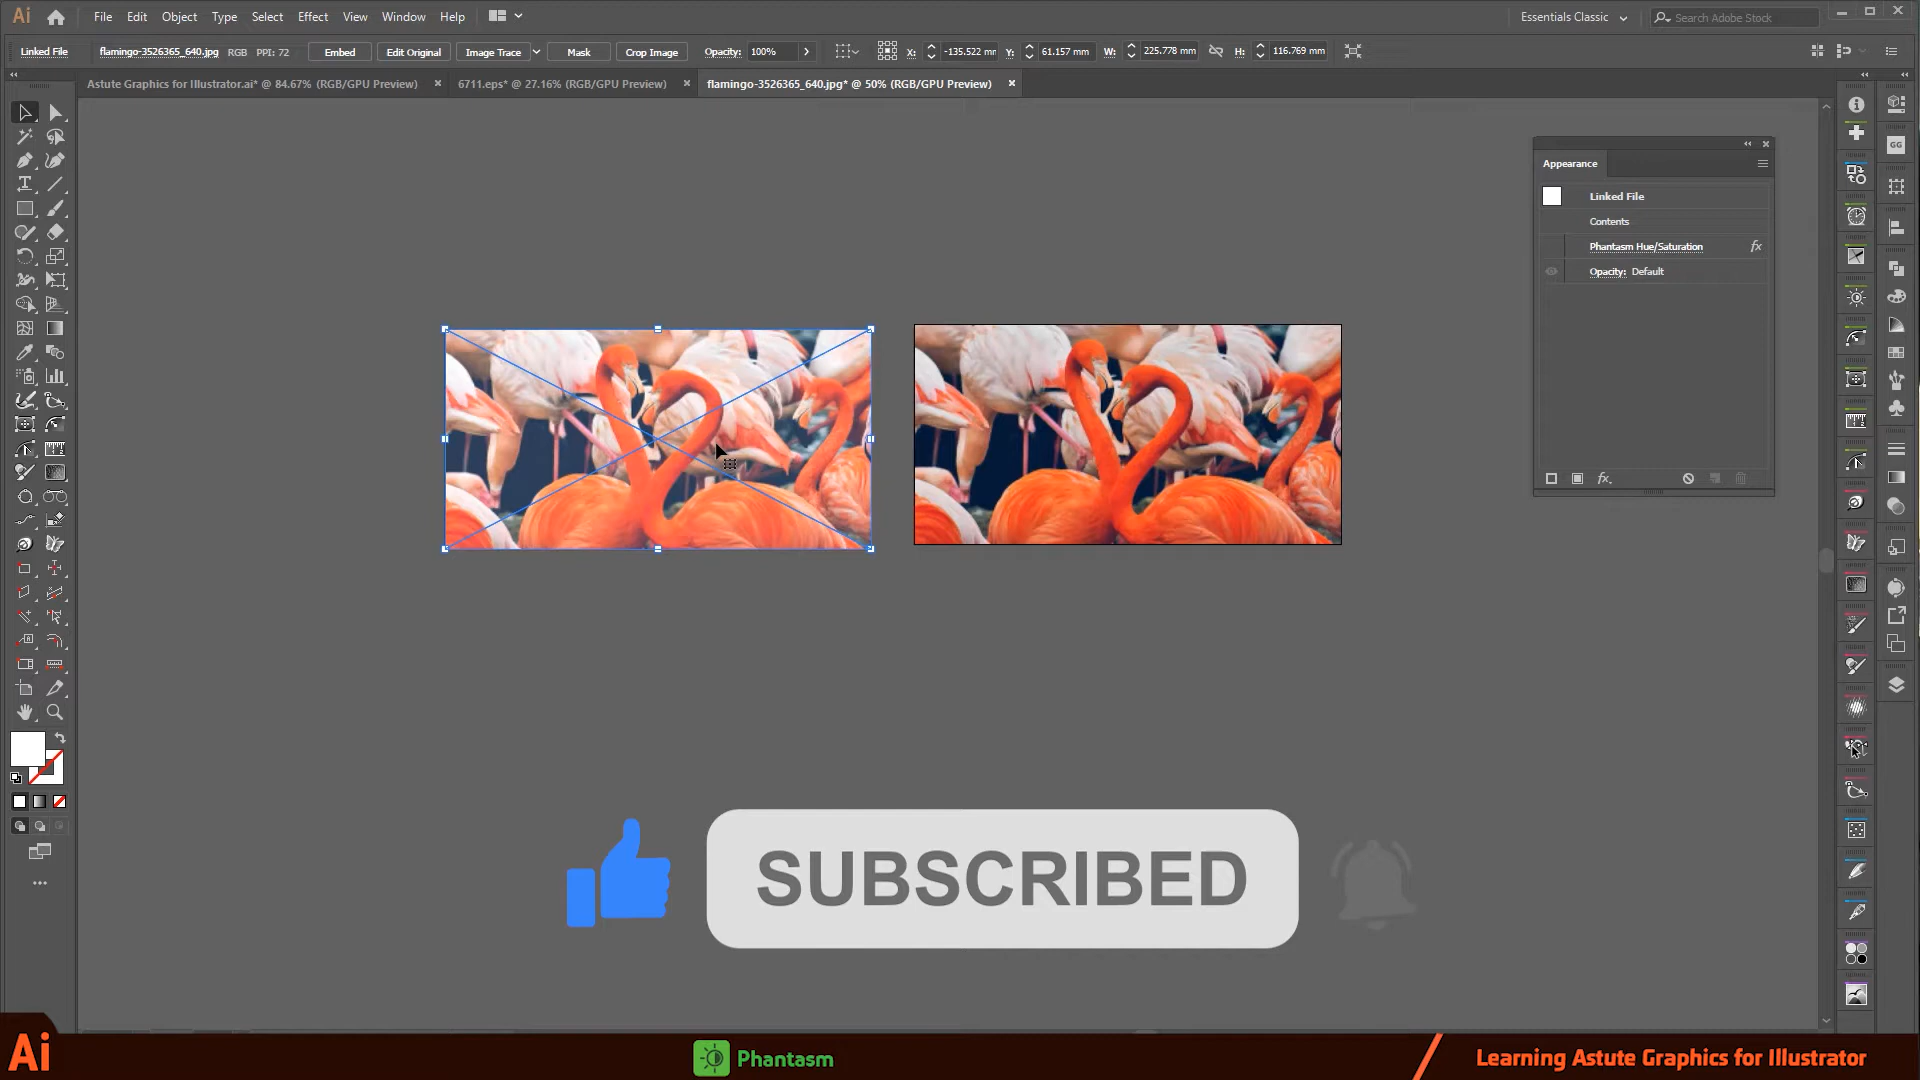 Ai File Edit Object Type Select Effect View Window Help Essentials Classic Search Adobe Stock
Linked File flamingo-3526365_640.jpg RGB PPI: 72 Embed Edit Original Image Trace Mask Crop Image Opacity: 100% X: -135.522 mm Y: 61.157 mm W: 225.778 mm H: 116.769 mm
Astute Graphics for Illustrator.ai* @ 84.67% (RGB/GPU Preview) × 6711.eps* @ 27.16% (RGB/GPU Preview) × flamingo-3526365_640.jpg* @ 50% (RGB/GPU Preview) ×
GG
Appearance
Linked File
Contents
Phantasm Hue/Saturation fx
Opacity: Default
fx.
SUBSCRIBED
Ai Phantasm Learning Astute Graphics for Illustrator